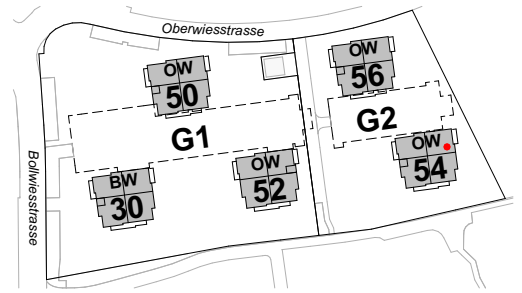 Oberwiesstrasse
OW
56
OW
50
G2
G1
OW
54
OW
52
BW
30
Bollwiesstrasse